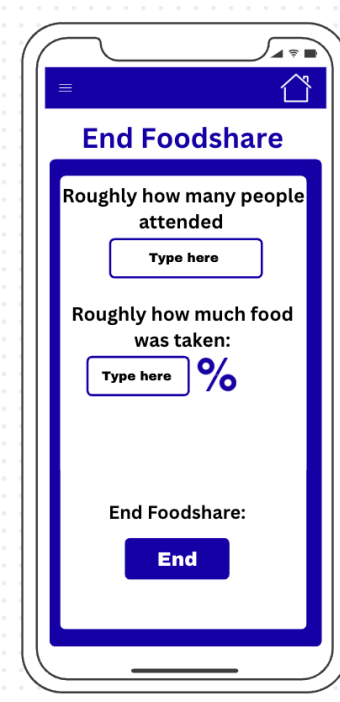 End Foodshare
Roughly how many people
attended
Type here
Roughly how much food
was taken:
Type here %
End Foodshare:
End